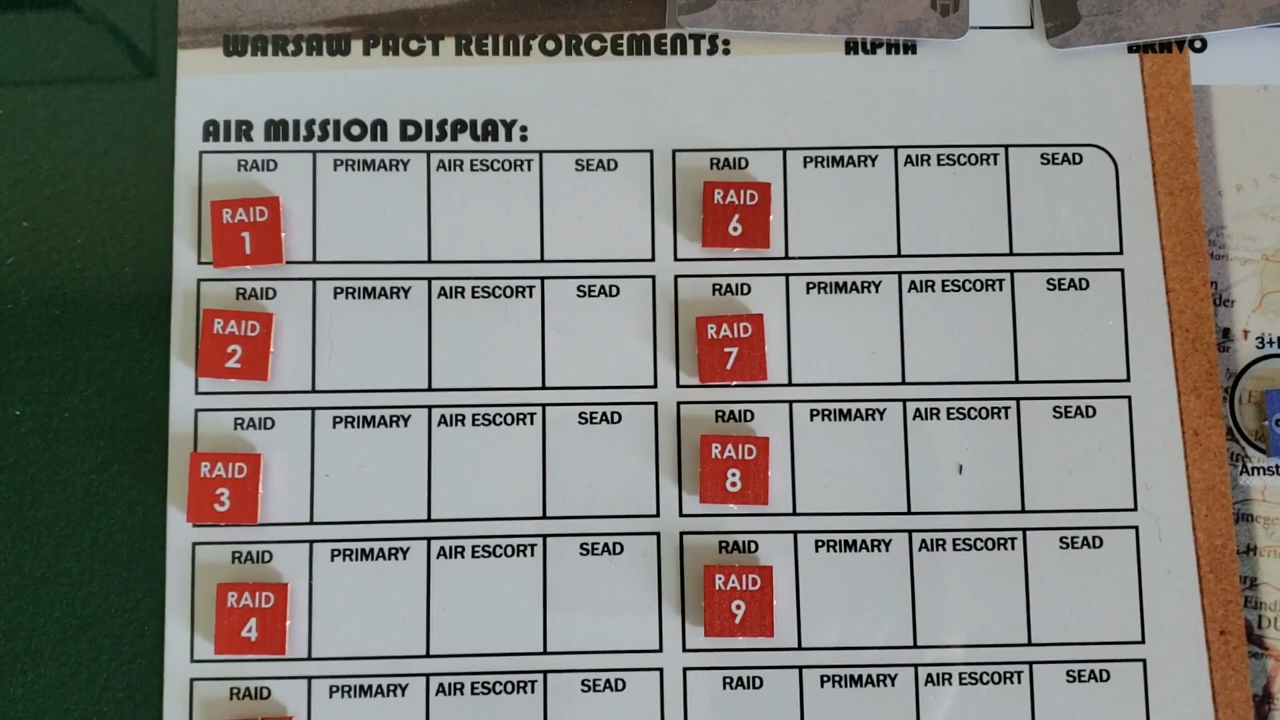 WARSAW PACT REINFORCEMENTS: ALPHA BRAVO
AIR MISSION DISPLAY:
RAID PRIMARY AIR ESCORT SEAD RAID PRIMARY AIR ESCORT SEAD
RAID 1 RAID 6
RAID PRIMARY AIR ESCORT SEAD RAID PRIMARY AIR ESCORT SEAD
RAID 2 RAID 7
RAID PRIMARY AIR ESCORT SEAD RAID PRIMARY AIR ESCORT SEAD
RAID 3 RAID 8
RAID PRIMARY AIR ESCORT SEAD RAID PRIMARY AIR ESCORT SEAD
RAID 4 RAID 9
RAID PRIMARY AIR ESCORT SEAD RAID PRIMARY AIR ESCORT SEAD